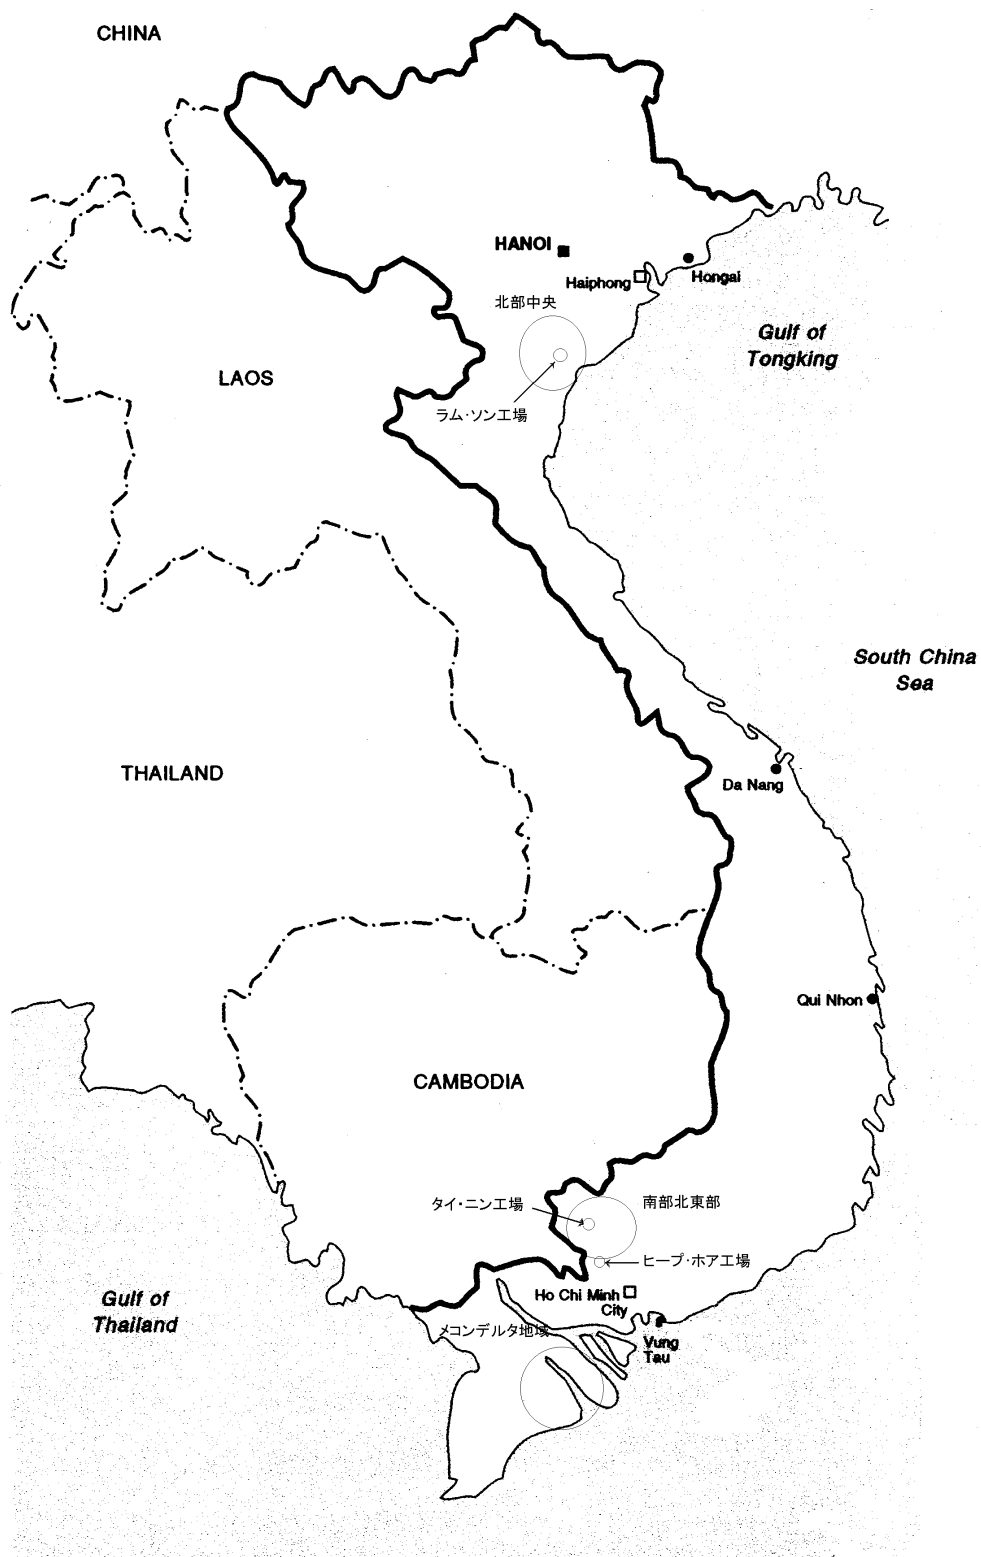 CHINA
HANOI
Haiphong
Hongai
北部中央
Gulf of
Tongking
LAOS
ラム・ソン工場
South China
Sea
THAILAND
Da Nang
Qui Nhon
CAMBODIA
タイ・ニン工場
南部北東部
ヒープ・ホア工場
Ho Chi Minh
City
Gulf of
Thailand
メコンデルタ地域
Vung
Tau